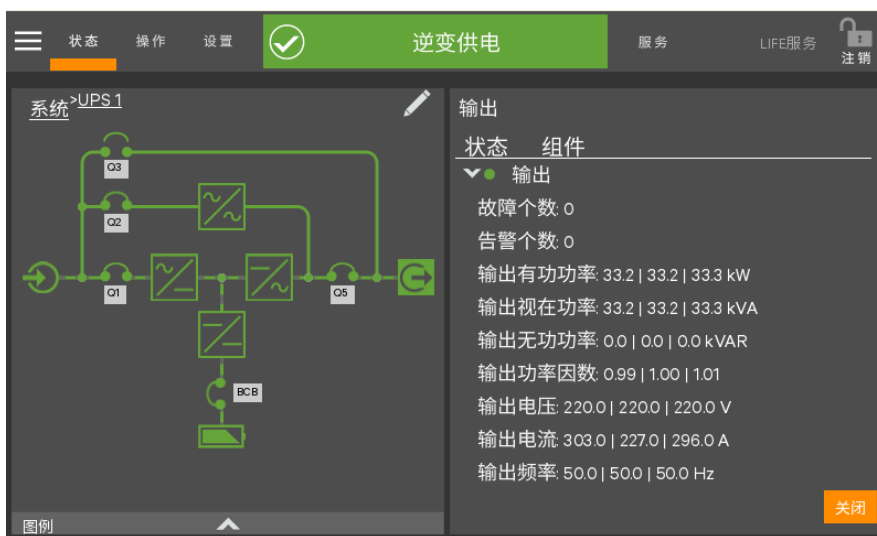 状态 操作 设置 逆变供电 服务 LIFE服务 注销
系统>UPS 1
Q3
Q2
Q1
Q5
BCB
图例
输出
状态 组件
输出
故障个数: 0
告警个数: 0
输出有功功率: 33.2 | 33.2 | 33.3 kW
输出视在功率: 33.2 | 33.2 | 33.3 kVA
输出无功功率: 0.0 | 0.0 | 0.0 kVAR
输出功率因数: 0.99 | 1.00 | 1.01
输出电压: 220.0 | 220.0 | 220.0 V
输出电流: 303.0 | 227.0 | 296.0 A
输出频率: 50.0 | 50.0 | 50.0 Hz
关闭